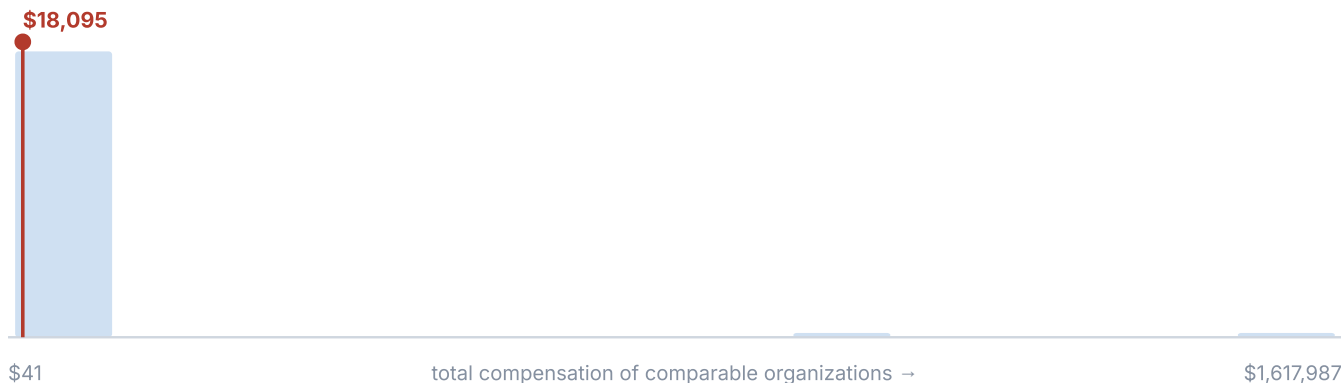 $18,095
$41 total compensation of comparable organizations → $1,617,987